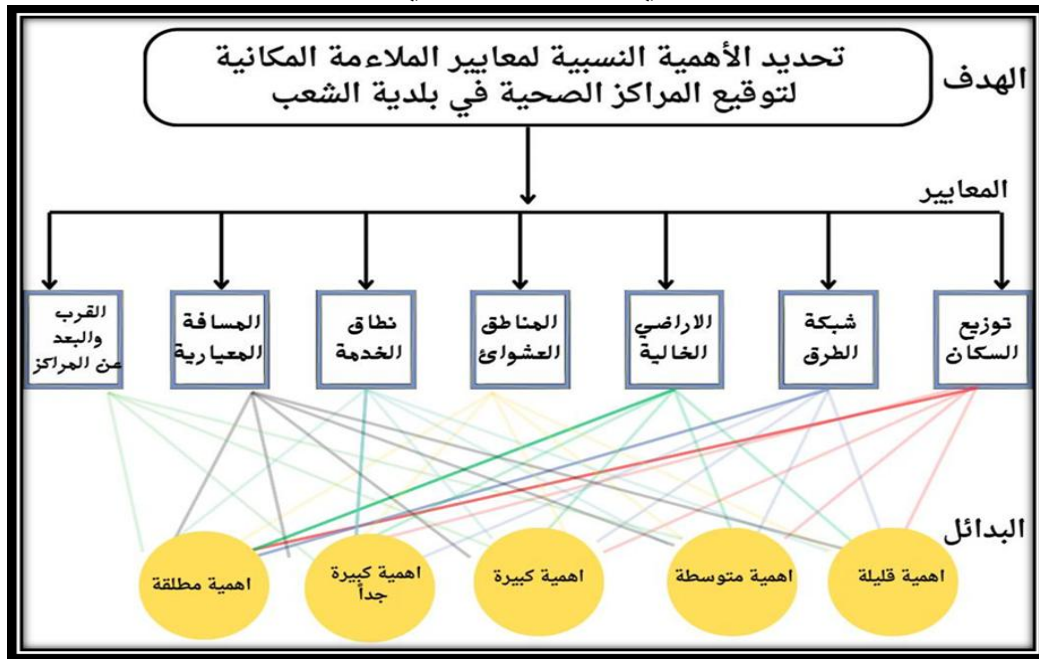 تحديد الأهمية النسبية لمعايير الملاءمة المكانية
لتوقيع المراكز الصحية في بلدية الشعب
الهدف
المعايير
توزيع
السكان
شبكة
الطرق
الاراضي
الخالية
المناطق
العشوائ
نطاق
الخدمة
المسافة
المعيارية
القرب
والبعد
عن المراكز
البدائل
اهمية قليلة
اهمية متوسطة
اهمية كبيرة
اهمية كبيرة
جداً
اهمية مطلقة